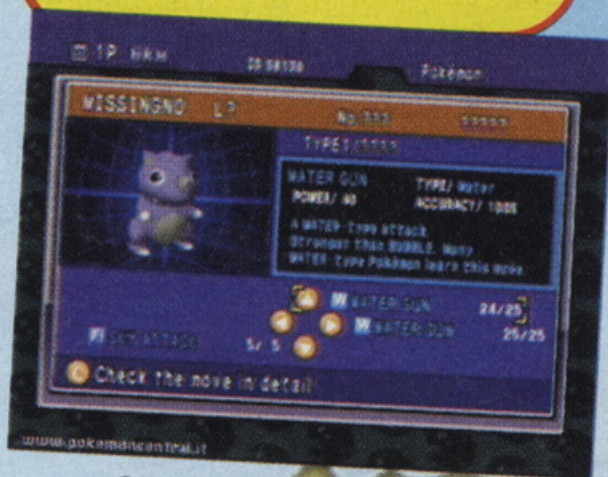 1P
Pokémon
MISSINGNO
No.???
?????
TYPE1/????
WATER GUN TYPE/ Water
POWER/ 40 ACCURACY/ 100%
A WATER-type attack.
Stronger than BUBBLE. Many
WATER-type Pokémon learn this move.
W WATER GUN 24/25
W WATER GUN 25/25
ATTACK 5/ 5
C Check the move in detail
www.pokemoncentral.it